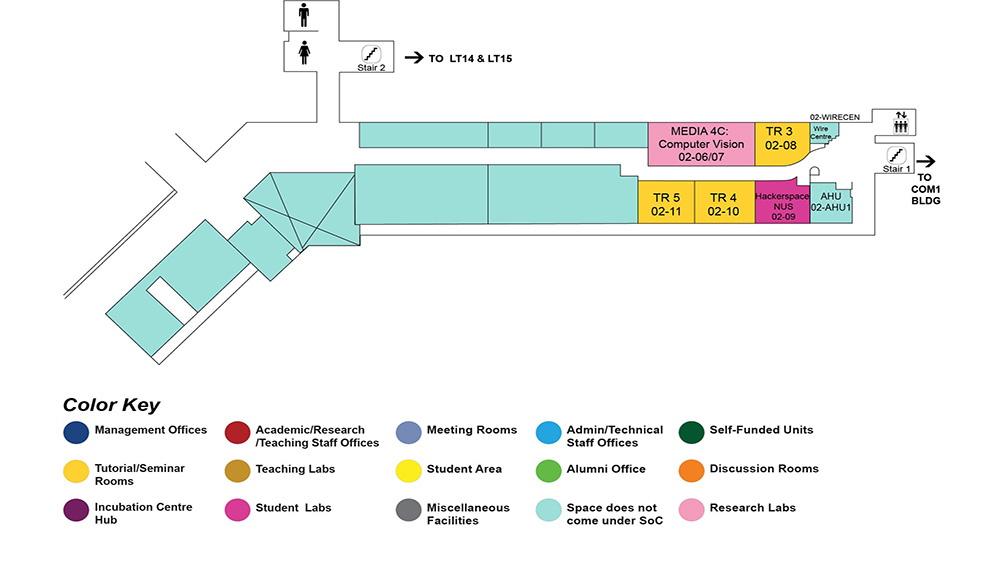 Stair 2
TO LT14 & LT15
02-WIRECEN
MEDIA 4C:
Computer Vision
02-06/07
TR 3
02-08
Wire
Centre
Stair 1
TO
COM1
BLDG
TR 5
02-11
TR 4
02-10
Hackerspace
NUS
02-09
AHU
02-AHU1
Color Key
Management Offices
Academic/Research
/Teaching Staff Offices
Meeting Rooms
Admin/Technical
Staff Offices
Self-Funded Units
Tutorial/Seminar
Rooms
Teaching Labs
Student Area
Alumni Office
Discussion Rooms
Incubation Centre
Hub
Student Labs
Miscellaneous
Facilities
Space does not
come under SoC
Research Labs